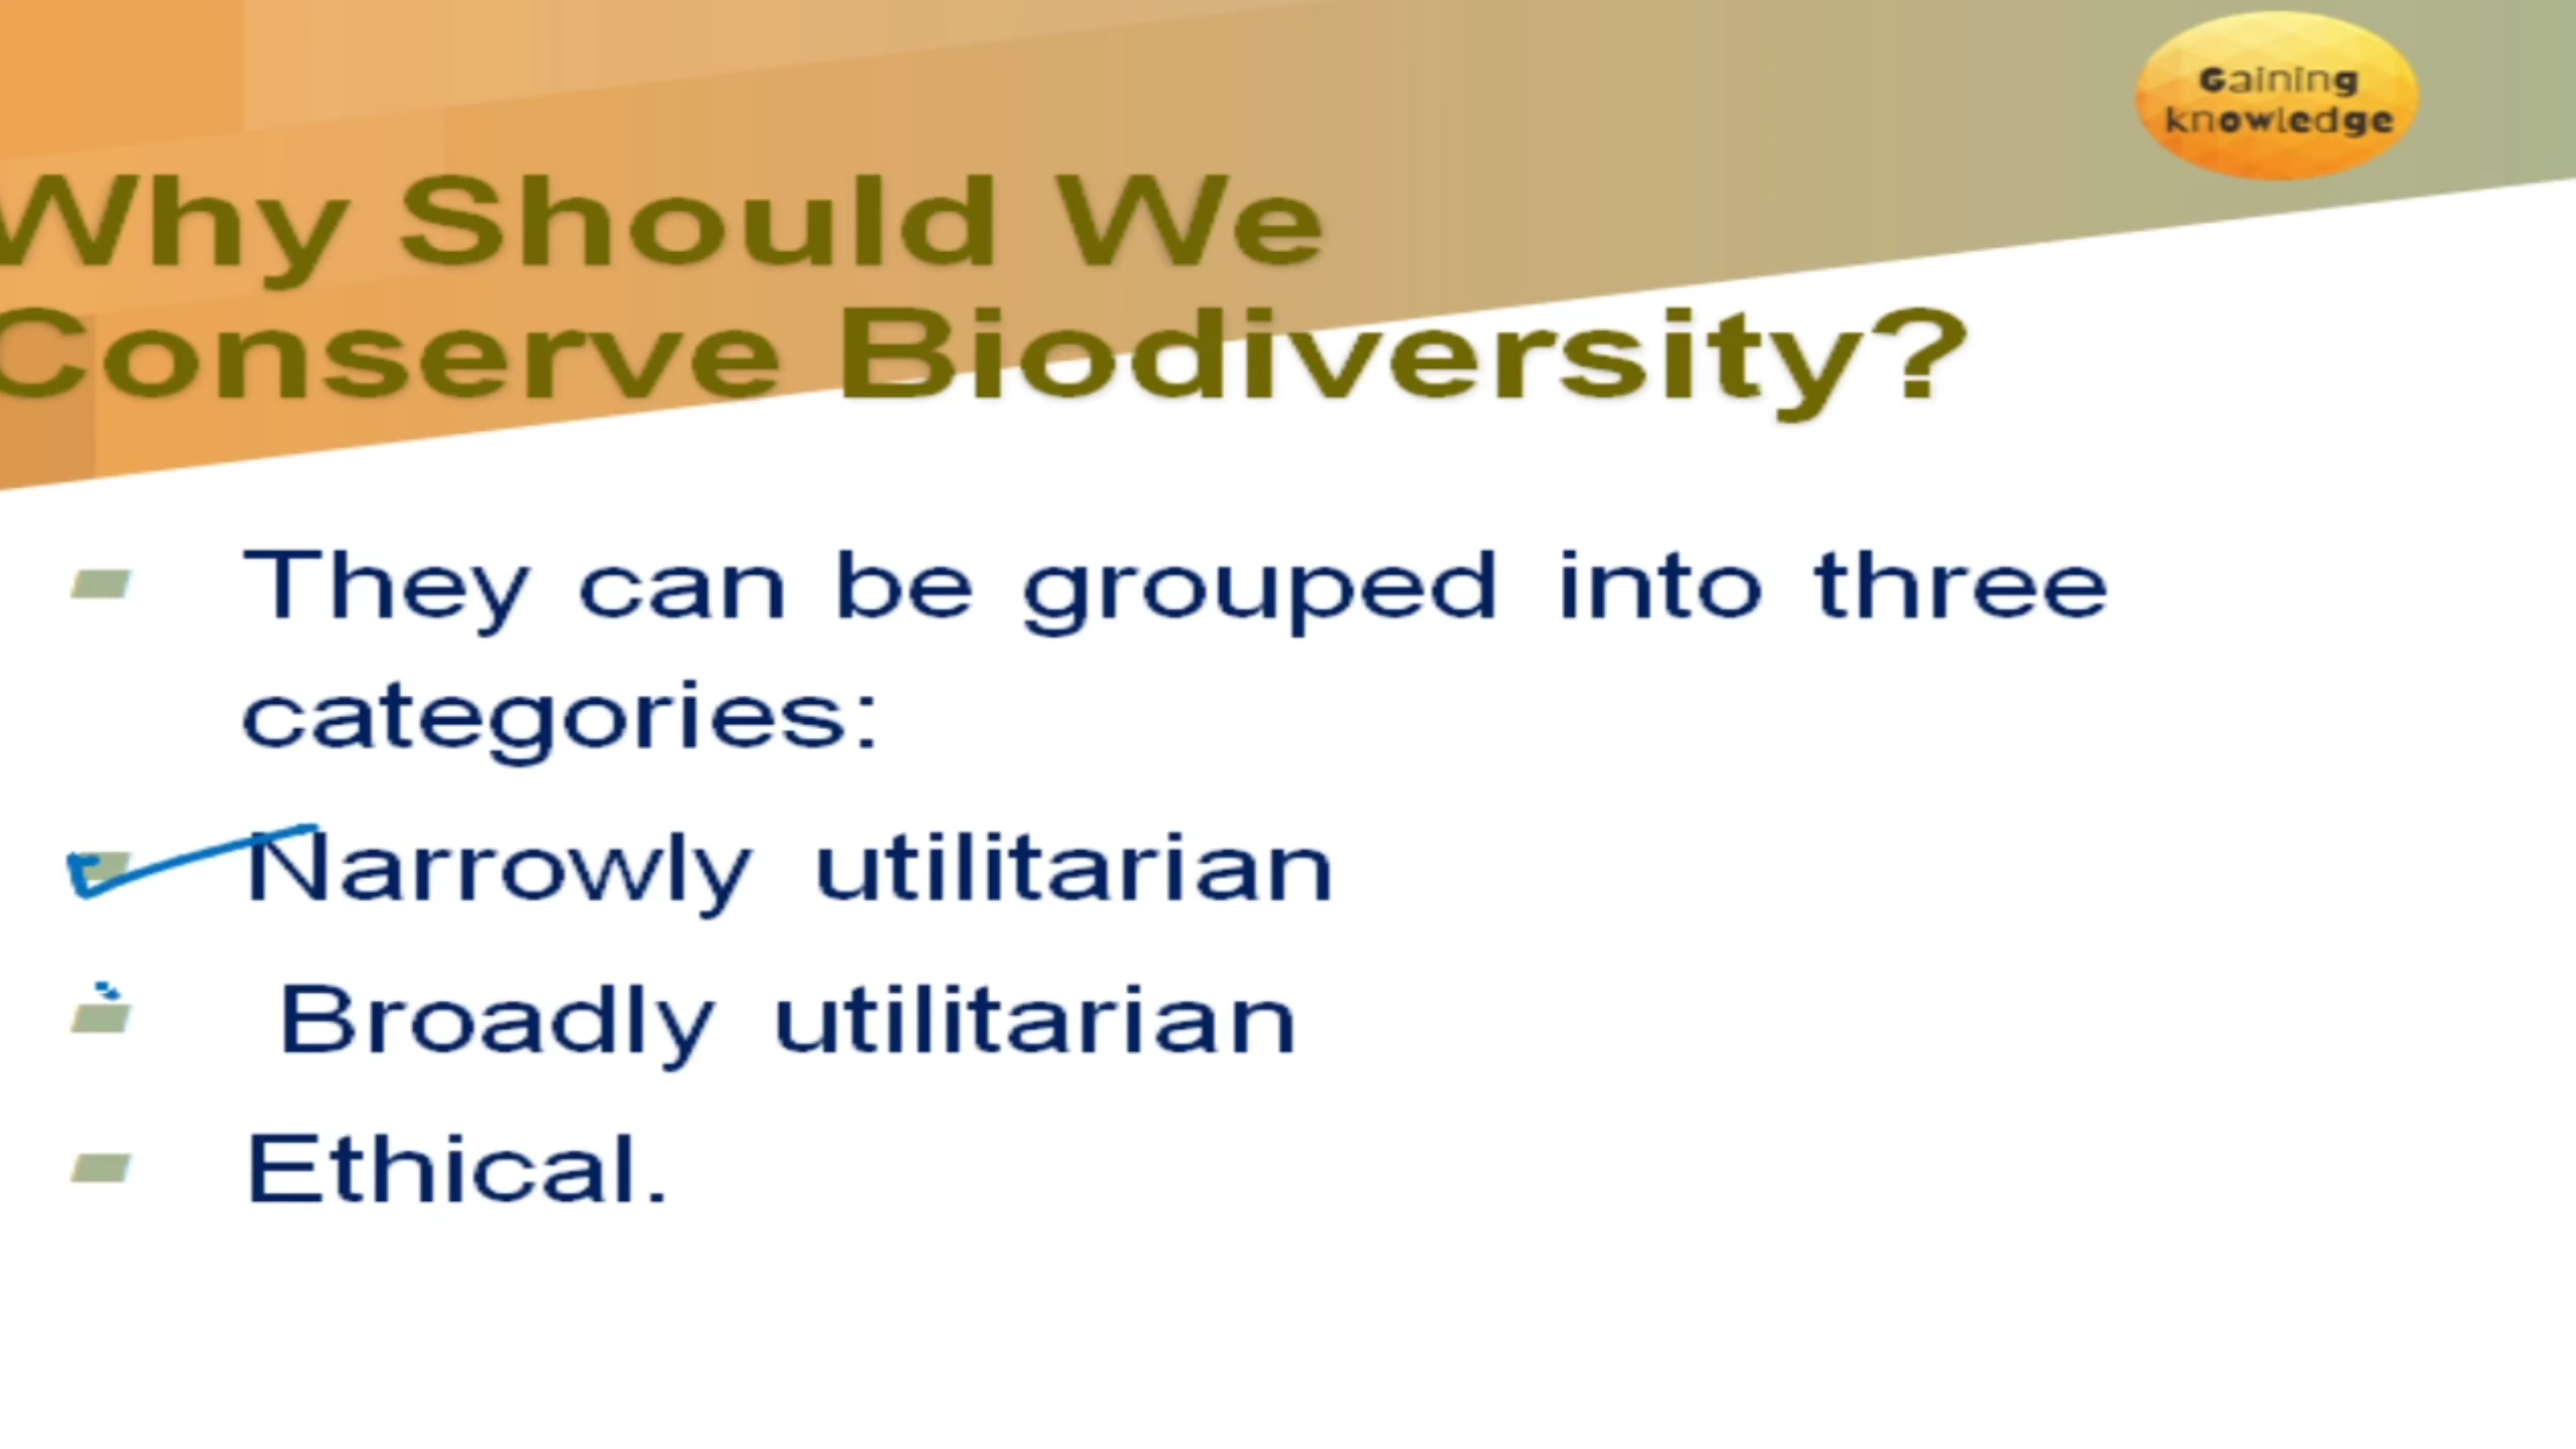 Gaining
knowledge
Why Should We
Conserve Biodiversity?
They can be grouped into three
categories:
Narrowly utilitarian
Broadly utilitarian
Ethical.